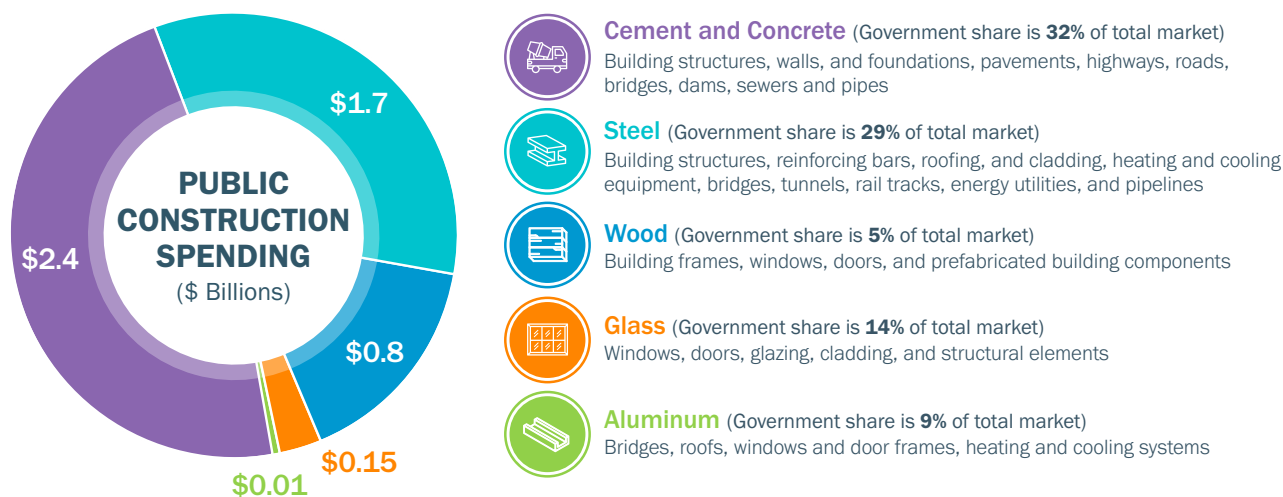 $1.7
PUBLIC
CONSTRUCTION
SPENDING
($ Billions)
$2.4
$0.8
$0.15
$0.01
Cement and Concrete (Government share is 32% of total market)
Building structures, walls, and foundations, pavements, highways, roads,
bridges, dams, sewers and pipes
Steel (Government share is 29% of total market)
Building structures, reinforcing bars, roofing, and cladding, heating and cooling
equipment, bridges, tunnels, rail tracks, energy utilities, and pipelines
Wood (Government share is 5% of total market)
Building frames, windows, doors, and prefabricated building components
Glass (Government share is 14% of total market)
Windows, doors, glazing, cladding, and structural elements
Aluminum (Government share is 9% of total market)
Bridges, roofs, windows and door frames, heating and cooling systems